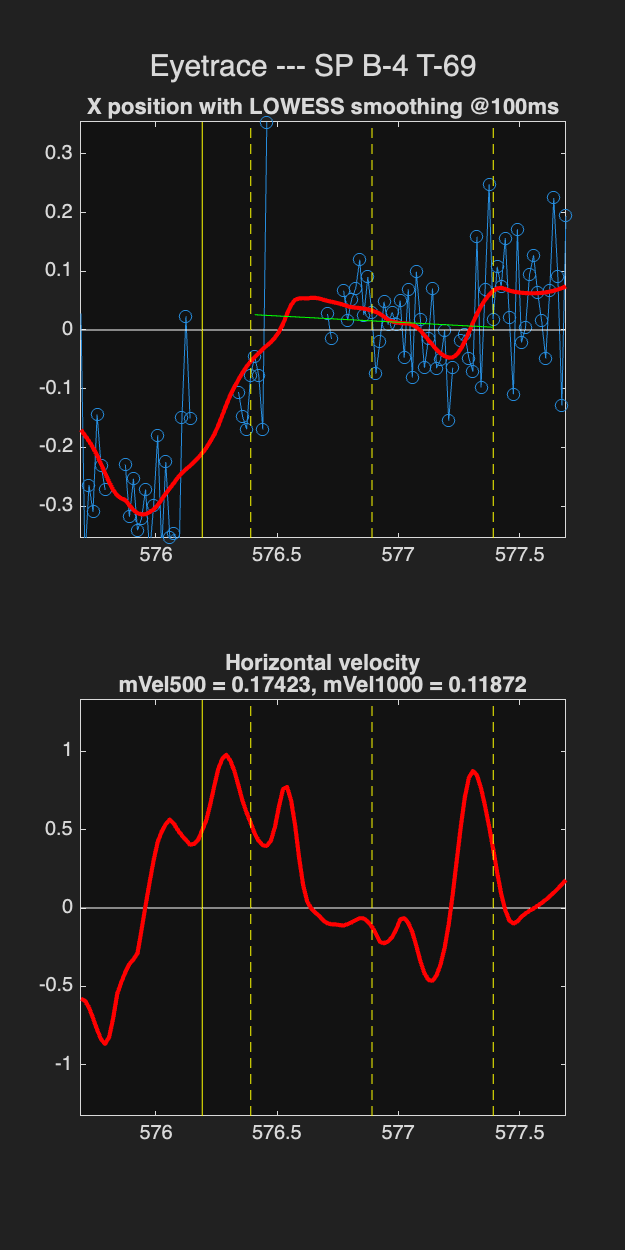 Eyetrace --- SP B-4 T-69
X position with LOWESS smoothing @100ms
0.3
0.2
0.1
0
-0.1
-0.2
-0.3
576 576.5 577 577.5
Horizontal velocity
mVel500 = 0.17423, mVel1000 = 0.11872
1
0.5
0
-0.5
-1
576 576.5 577 577.5